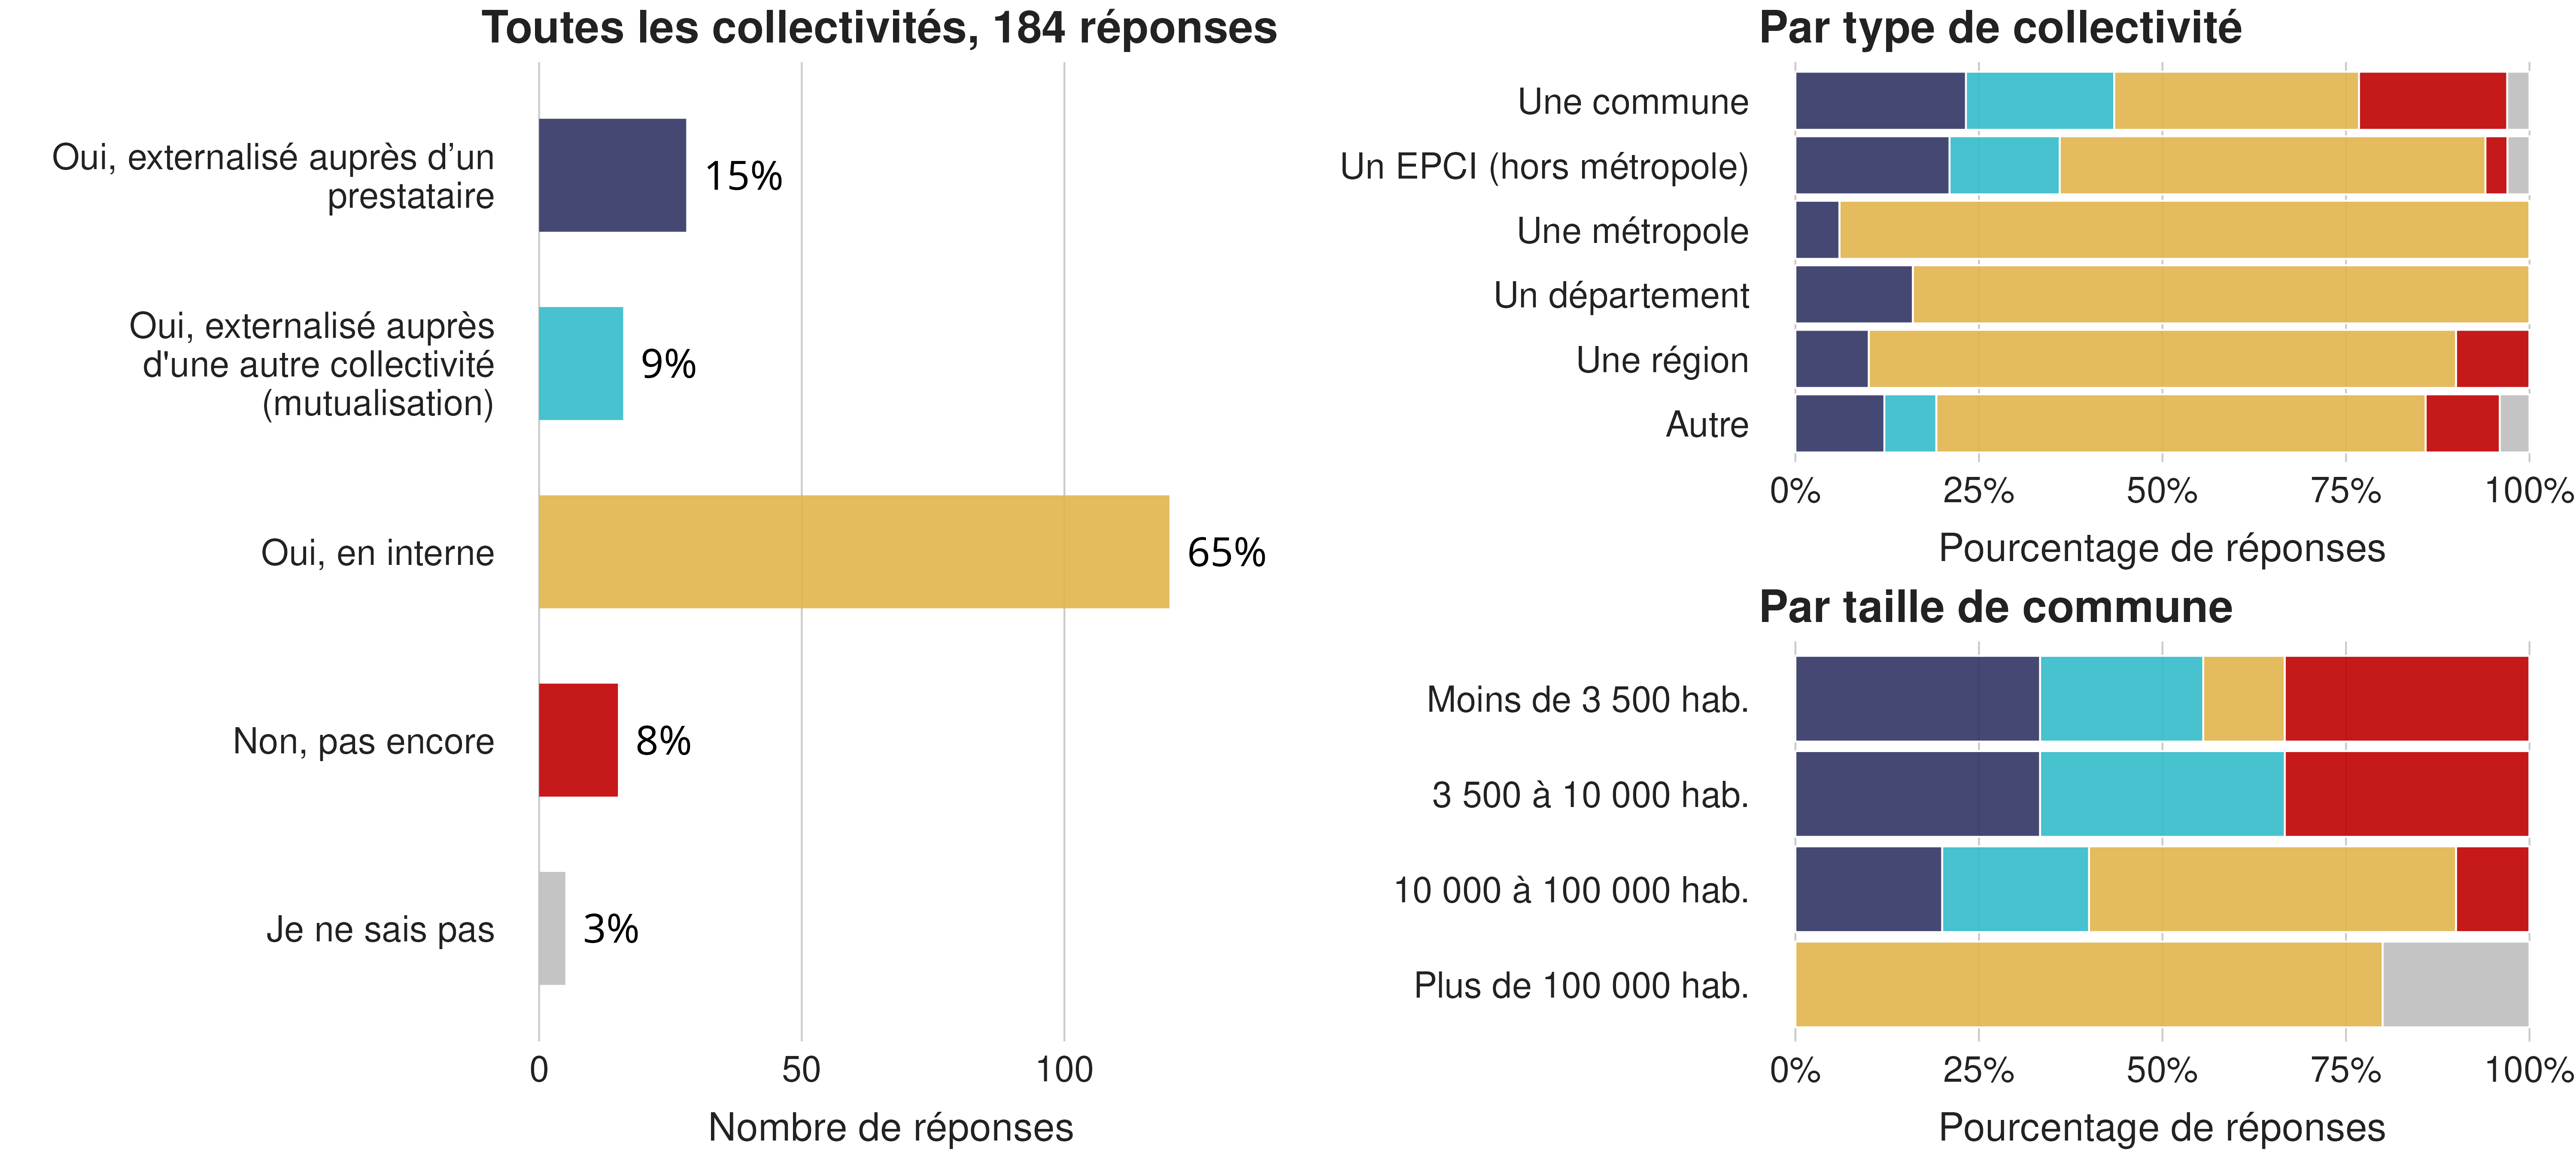 Toutes les collectivités, 184 réponses
Oui, externalisé auprès d’un
prestataire
15%
Oui, externalisé auprès
d'une autre collectivité
(mutualisation)
9%
Oui, en interne
65%
Non, pas encore
8%
Je ne sais pas
3%
0 50 100
Nombre de réponses
Par type de collectivité
Une commune
Un EPCI (hors métropole)
Une métropole
Un département
Une région
Autre
0% 25% 50% 75% 100%
Pourcentage de réponses
Par taille de commune
Moins de 3 500 hab.
3 500 à 10 000 hab.
10 000 à 100 000 hab.
Plus de 100 000 hab.
0% 25% 50% 75% 100%
Pourcentage de réponses